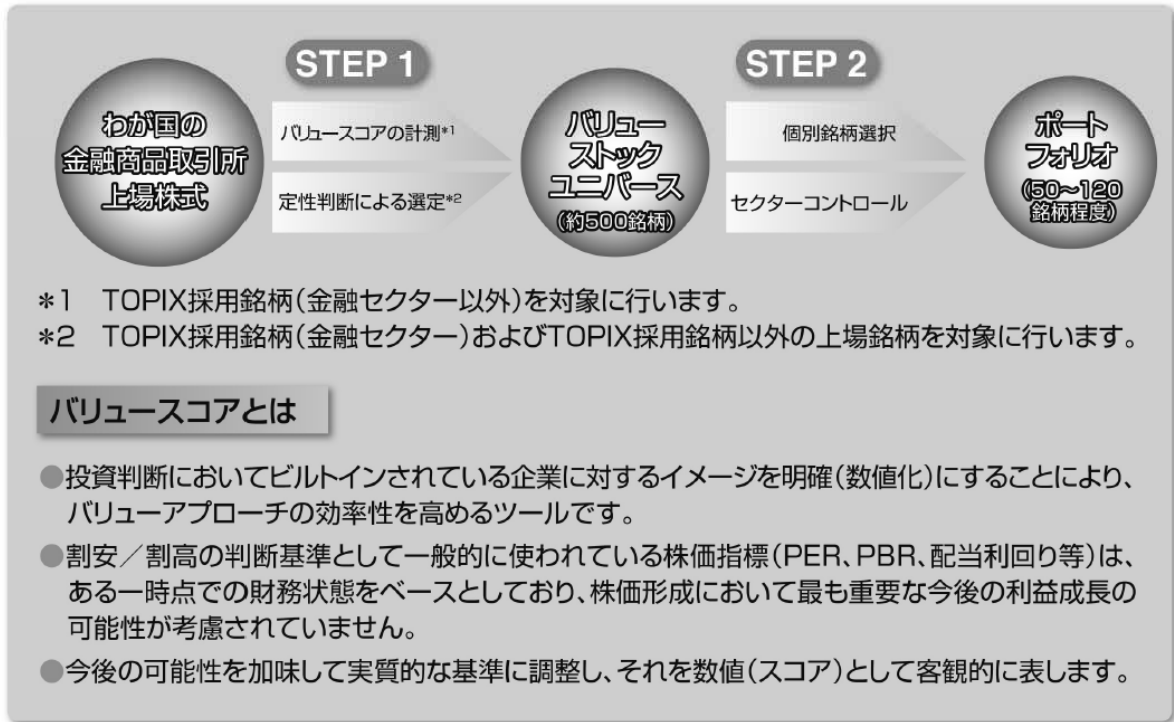 STEP 1
STEP 2
わが国の
金融商品取引所
上場株式
バリュースコアの計測*1
定性判断による選定*2
バリュー
ストック
ユニバース
(約500銘柄)
個別銘柄選択
セクターコントロール
ポート
フォリオ
(50~120
銘柄程度)
*1 TOPIX採用銘柄(金融セクター以外)を対象に行います。
*2 TOPIX採用銘柄(金融セクター)およびTOPIX採用銘柄以外の上場銘柄を対象に行います。
バリュースコアとは
●投資判断においてビルトインされている企業に対するイメージを明確(数値化)にすることにより、
バリューアプローチの効率性を高めるツールです。
●割安/割高の判断基準として一般的に使われている株価指標(PER、PBR、配当利回り等)は、
ある一時点での財務状態をベースとしており、株価形成において最も重要な今後の利益成長の
可能性が考慮されていません。
●今後の可能性を加味して実質的な基準に調整し、それを数値(スコア)として客観的に表します。